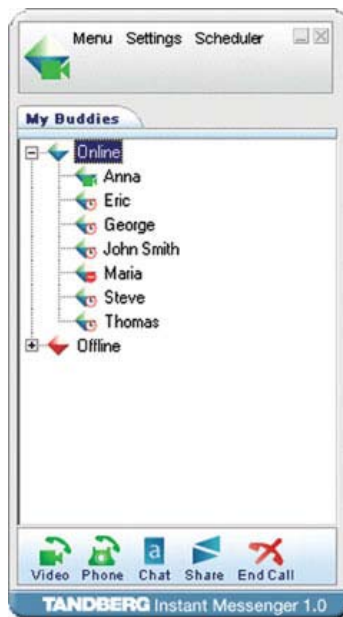 Menu Settings Scheduler
My Buddies
Online
Anna
Eric
George
John Smith
Maria
Steve
Thomas
Offline
a
Video Phone Chat Share End Call
TANDBERG Instant Messenger 1.0